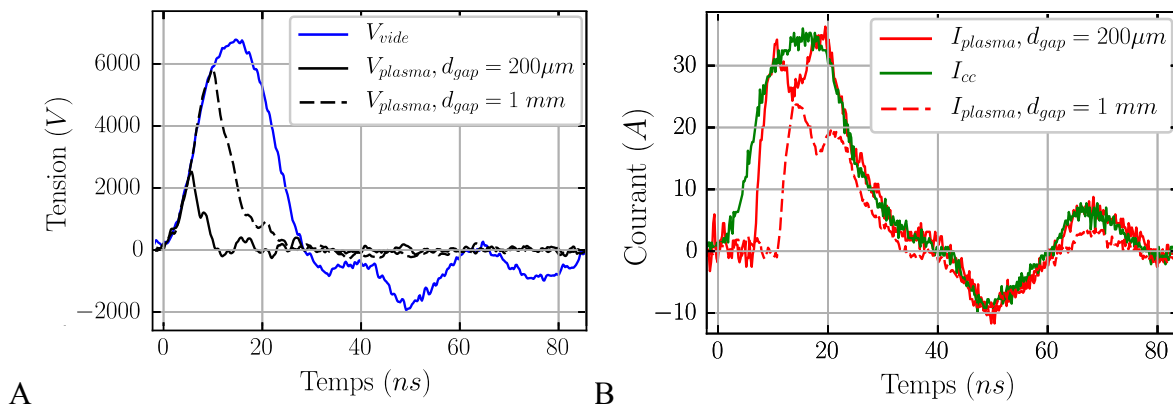 6000
4000
2000
0
−2000
Tension (V)
V_vide
V_plasma, d_gap = 200µm
V_plasma, d_gap = 1 mm
0
20
40
60
80
Temps (ns)
A
30
20
10
0
−10
Courant (A)
I_plasma, d_gap = 200µm
I_cc
I_plasma, d_gap = 1 mm
0
20
40
60
80
Temps (ns)
B